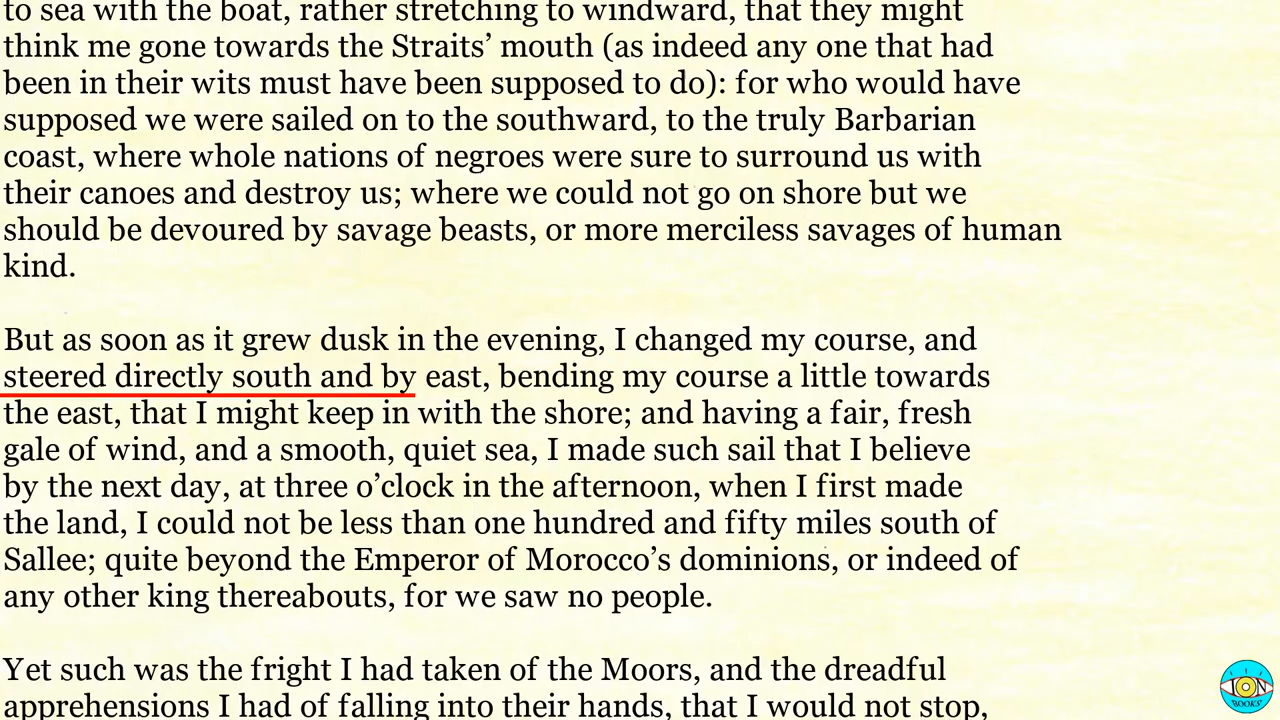 to sea with the boat, rather stretching to windward, that they might
think me gone towards the Straits’ mouth (as indeed any one that had
been in their wits must have been supposed to do): for who would have
supposed we were sailed on to the southward, to the truly Barbarian
coast, where whole nations of negroes were sure to surround us with
their canoes and destroy us; where we could not go on shore but we
should be devoured by savage beasts, or more merciless savages of human
kind.
But as soon as it grew dusk in the evening, I changed my course, and
steered directly south and by east, bending my course a little towards
the east, that I might keep in with the shore; and having a fair, fresh
gale of wind, and a smooth, quiet sea, I made such sail that I believe
by the next day, at three o’clock in the afternoon, when I first made
the land, I could not be less than one hundred and fifty miles south of
Sallee; quite beyond the Emperor of Morocco’s dominions, or indeed of
any other king thereabouts, for we saw no people.
Yet such was the fright I had taken of the Moors, and the dreadful
apprehensions I had of falling into their hands, that I would not stop,
ION
BOOKS